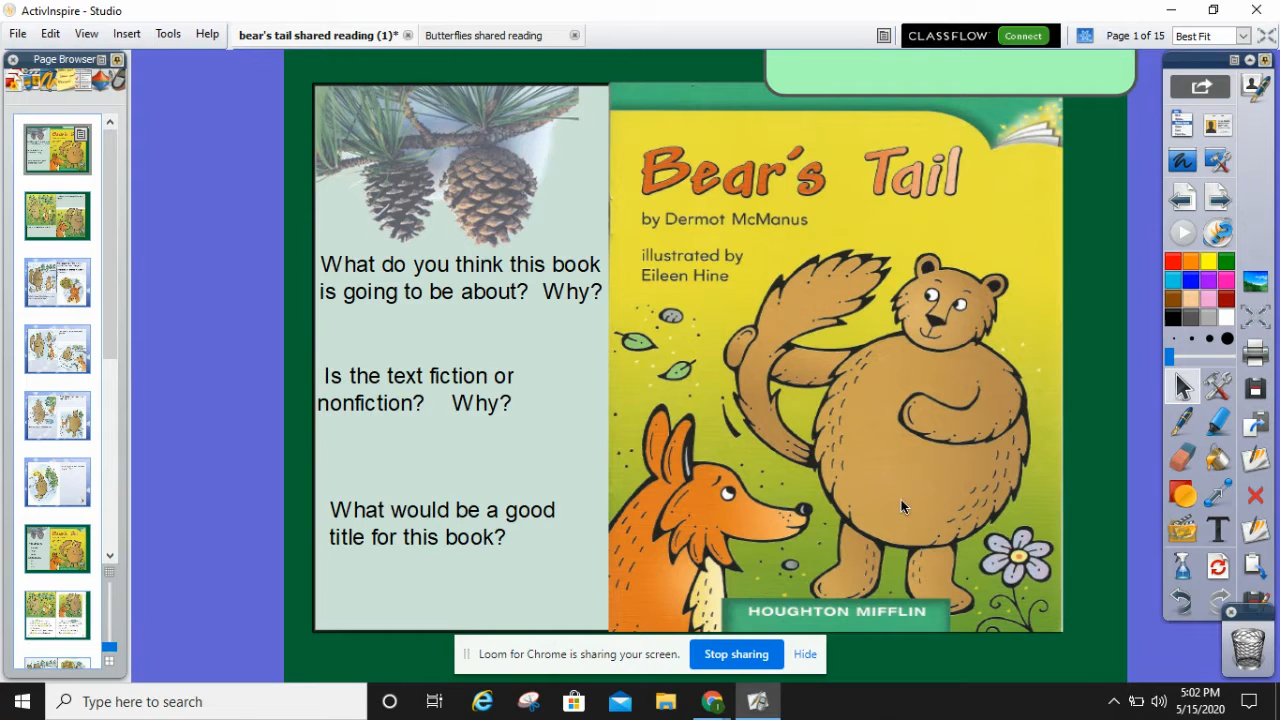 ActivInspire - Studio
File Edit View Insert Tools Help
bear's tail shared reading (1)*
Butterflies shared reading
CLASSFLOW Connect
Page 1 of 15
Best Fit
Page Browser
Bear's Tail
by Dermot McManus
illustrated by
Eileen Hine
What do you think this book
is going to be about? Why?
Is the text fiction or
nonfiction? Why?
What would be a good
title for this book?
HOUGHTON MIFFLIN
Loom for Chrome is sharing your screen.
Stop sharing
Hide
Type here to search
5:02 PM
5/15/2020